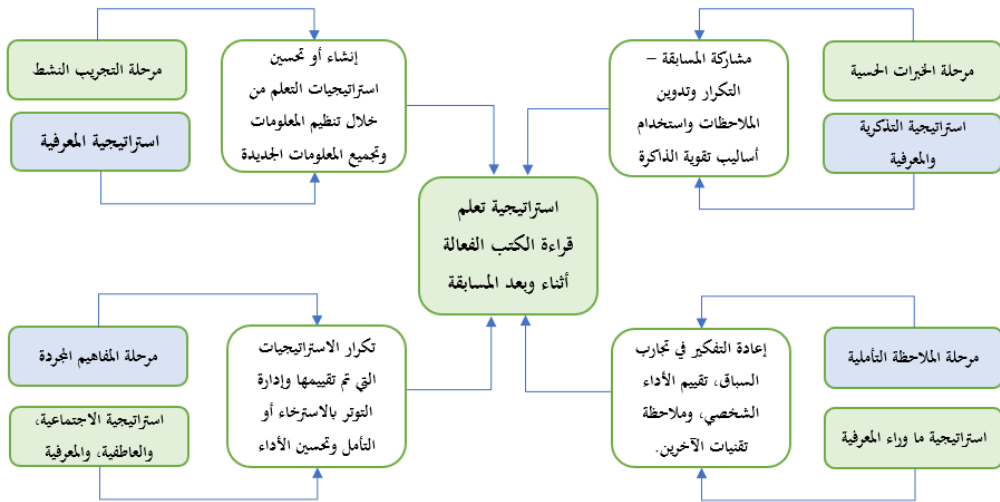 مرحلة الخبرات الحسية
استراتيجية التذكرية
والمعرفية
مشاركة المسابقة –
التكرار وتدوين
الملاحظات واستخدام
أساليب تقوية الذاكرة
إنشاء أو تحسين
استراتيجيات التعلم من
خلال تنظيم المعلومات
وتجميع المعلومات الجديدة
مرحلة التجريب النشط
استراتيجية المعرفية
استراتيجية تعلم
قراءة الكتب الفعالة
أثناء وبعد المسابقة
مرحلة الملاحظة التأملية
استراتيجية ما وراء المعرفية
إعادة التفكير في تجارب
السباق، تقييم الأداء
الشخصي، وملاحظة
تقنيات الآخرين.
تكرار الاستراتيجيات
التي تم تقييمها وإدارة
التوتر بالاسترخاء أو
التأمل وتحسين الأداء
مرحلة المفاهيم المجردة
استراتيجية الاجتماعية،
والعاطفية، والمعرفية